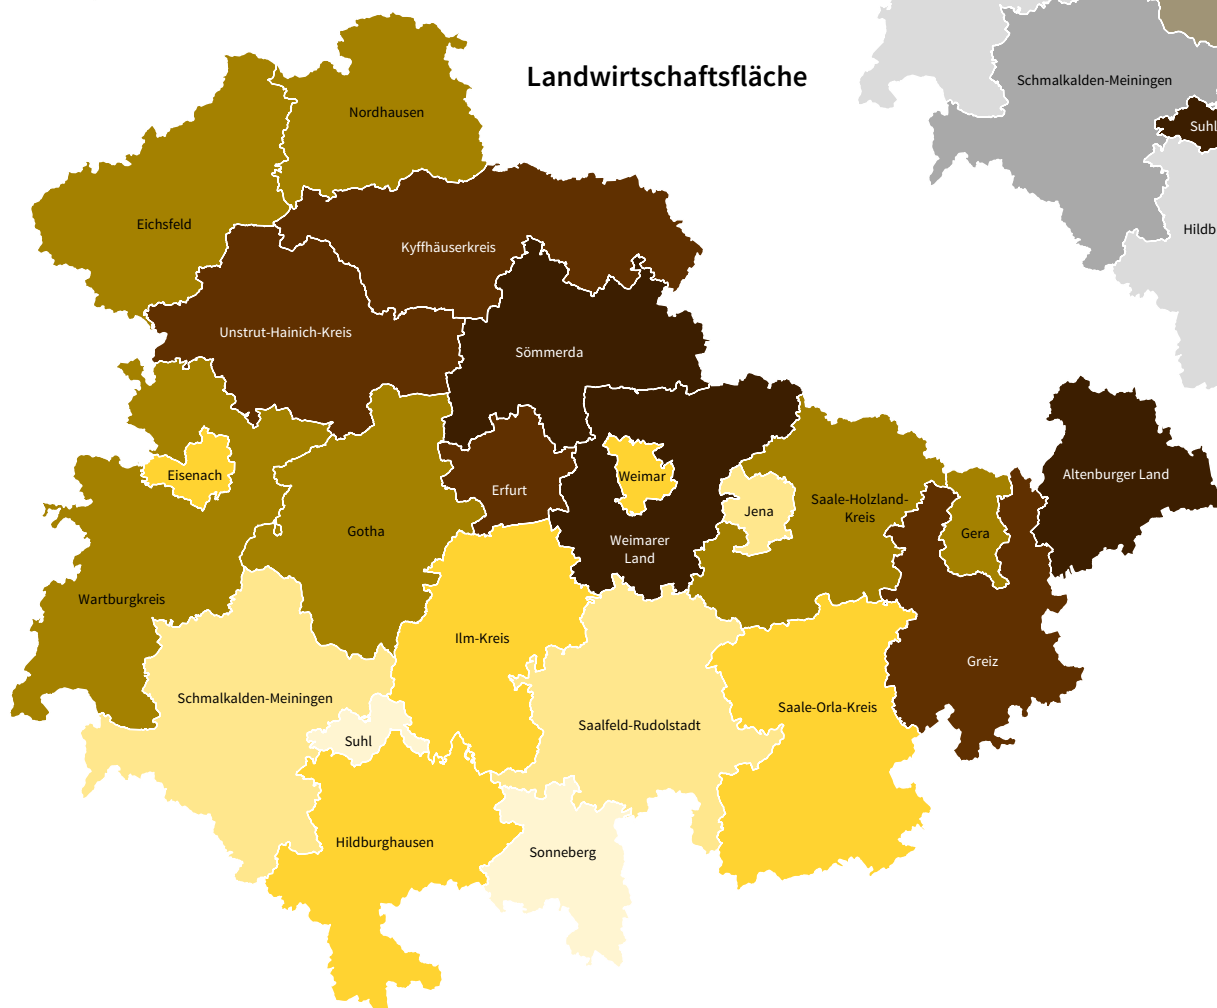 Landwirtschaftsfläche
Schmalkalden-Meiningen
Suhl
Hildb
Nordhausen
Eichsfeld
Kyffhäuserkreis
Unstrut-Hainich-Kreis
Sömmerda
Eisenach
Erfurt
Weimar
Altenburger Land
Gotha
Jena
Saale-Holzland-
Kreis
Gera
Weimarer
Land
Wartburgkreis
Ilm-Kreis
Greiz
Schmalkalden-Meiningen
Suhl
Saalfeld-Rudolstadt
Saale-Orla-Kreis
Hildburghausen
Sonneberg